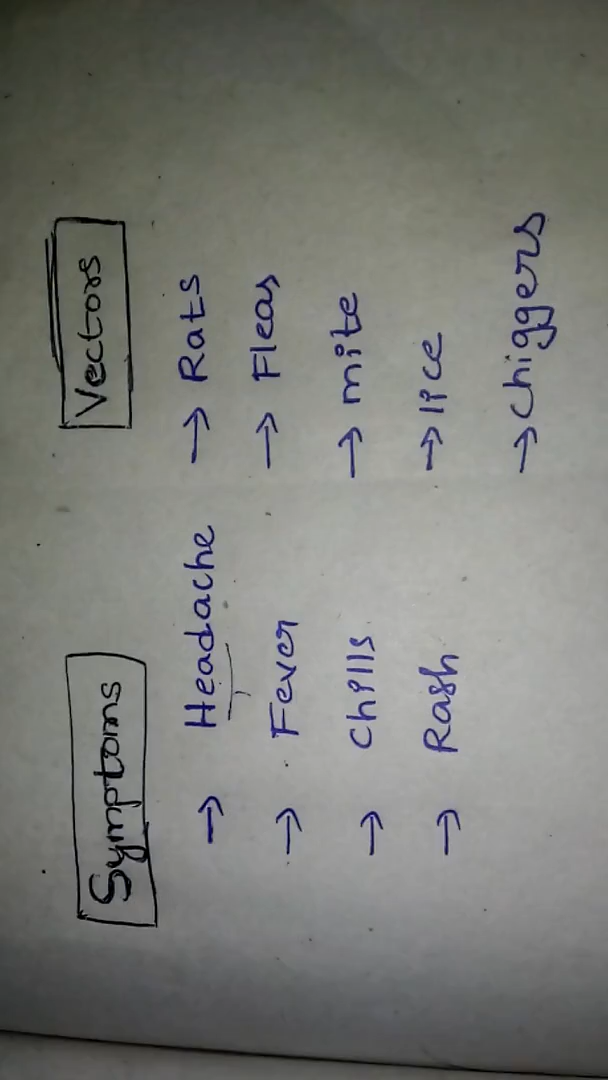 Symptoms
→ Headache
→ Fever
→ Chills
→ Rash
Vectors
→ Rats
→ Fleas
→ mite
→ lice
→ Chiggers